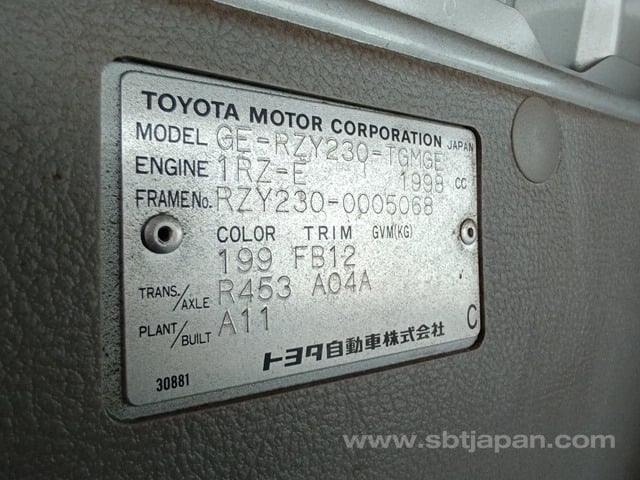 TOYOTA MOTOR CORPORATION JAPAN
MODEL GE-RZY230-TGMGE
ENGINE 1RZ-E 1998 CC
FRAME No. RZY230-0005068
COLOR TRIM GVM(KG)
199 FB12
TRANS./AXLE R453 A04A
PLANT/BUILT A11
C
トヨタ自動車株式会社
30881
www.sbtjapan.com